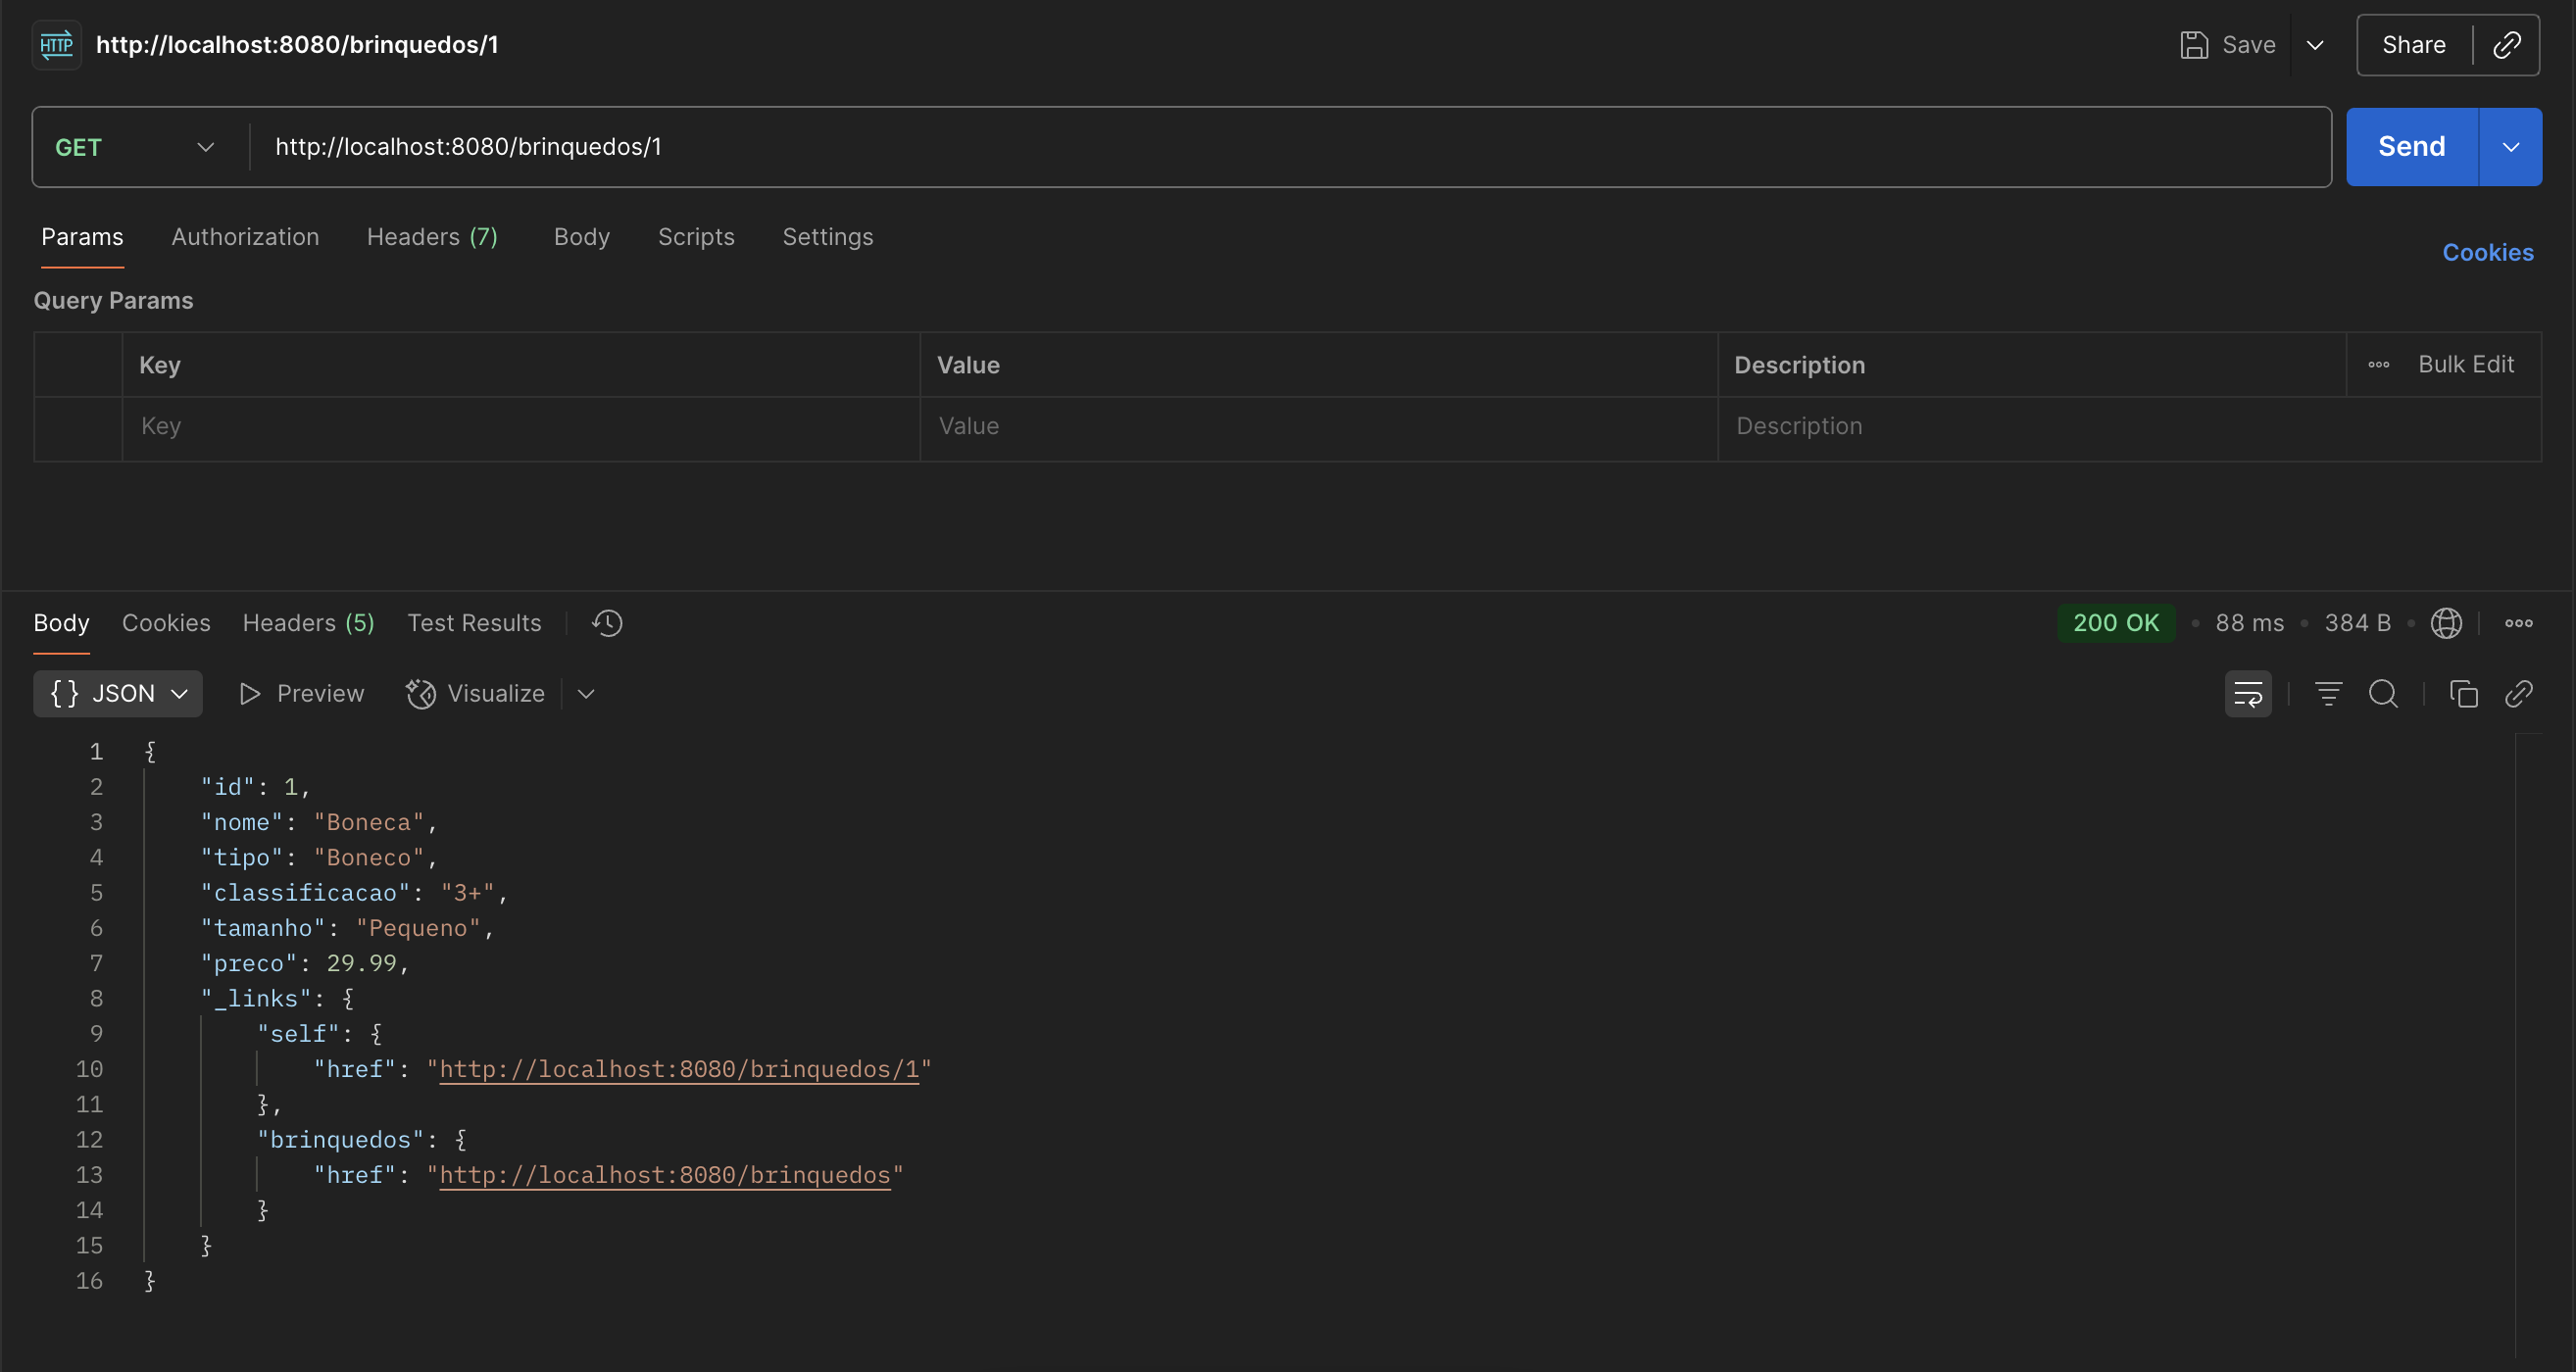 HTTP http://localhost:8080/brinquedos/1 Save Share
GET http://localhost:8080/brinquedos/1 Send
Params Authorization Headers (7) Body Scripts Settings Cookies
Query Params
Key Value Description Bulk Edit
Key Value Description
Body Cookies Headers (5) Test Results 200 OK • 88 ms • 384 B •
{} JSON Preview Visualize
1 {
2 "id": 1,
3 "nome": "Boneca",
4 "tipo": "Boneco",
5 "classificacao": "3+",
6 "tamanho": "Pequeno",
7 "preco": 29.99,
8 "_links": {
9 "self": {
10 "href": "http://localhost:8080/brinquedos/1"
11 },
12 "brinquedos": {
13 "href": "http://localhost:8080/brinquedos"
14 }
15 }
16 }